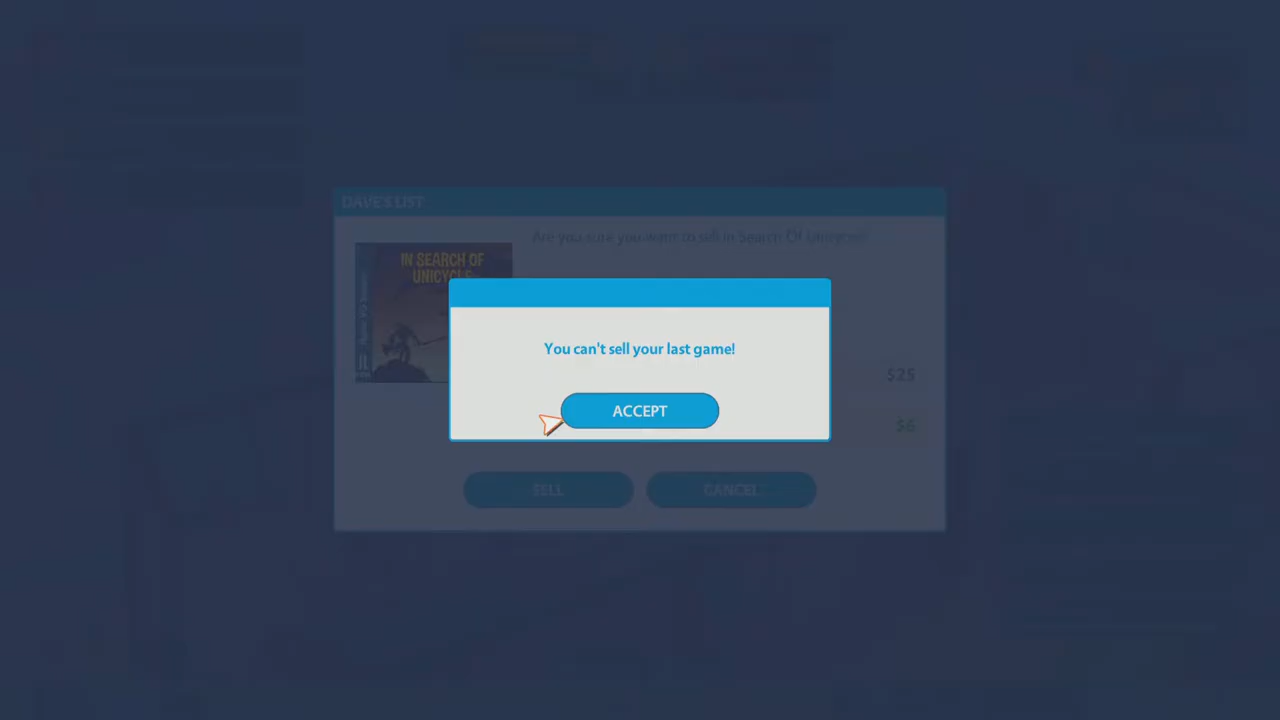 DAVE'S LIST
Are you sure you want to sell In Search Of Unicycle?
IN SEARCH OF
UNICYCLE
You can't sell your last game!
$25
ACCEPT
$6
SELL
CANCEL